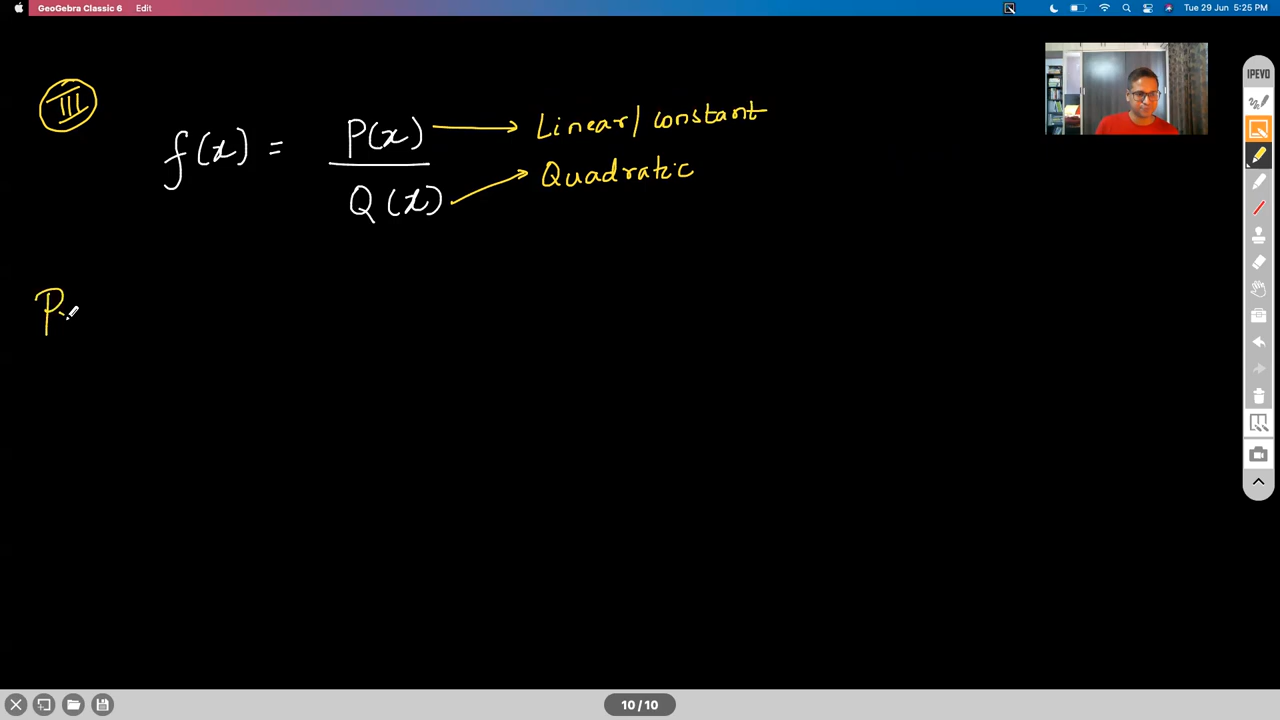 GeoGebra Classic 6 Edit Tue 29 Jun 5:25 PM
IPEVO
III
f(x) = P(x) / Q(x)
Linear/constant
Quadratic
P
10/10